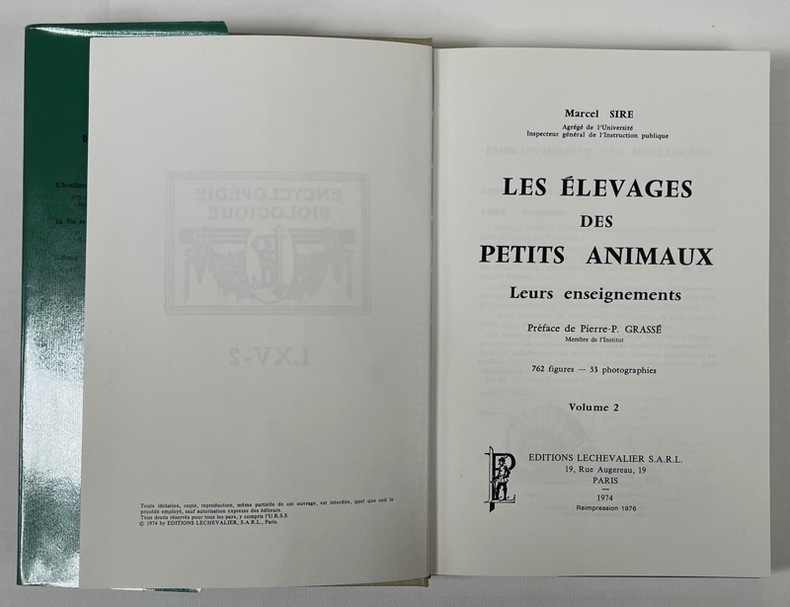 ENCYCLOPÉDIE
BIOLOGIQUE
LXV-2
Toute imitation, copie, reproduction, même partielle de cet ouvrage, est interdite, quel que soit le
procédé employé, sauf autorisation expresse des éditeurs.
Tous droits réservés pour tous les pays, y compris l'U.R.S.S.
© 1974 by EDITIONS LECHEVALIER, S.A.R.L., Paris.
Marcel SIRE
Agrégé de l'Université
Inspecteur général de l'Instruction publique
LES ÉLEVAGES
DES
PETITS ANIMAUX
Leurs enseignements
Préface de Pierre-P. GRASSÉ
Membre de l'Institut
762 figures — 33 photographies
Volume 2
EDITIONS LECHEVALIER S.A.R.L.
19, Rue Augereau, 19
PARIS
—
1974
Reimpression 1976